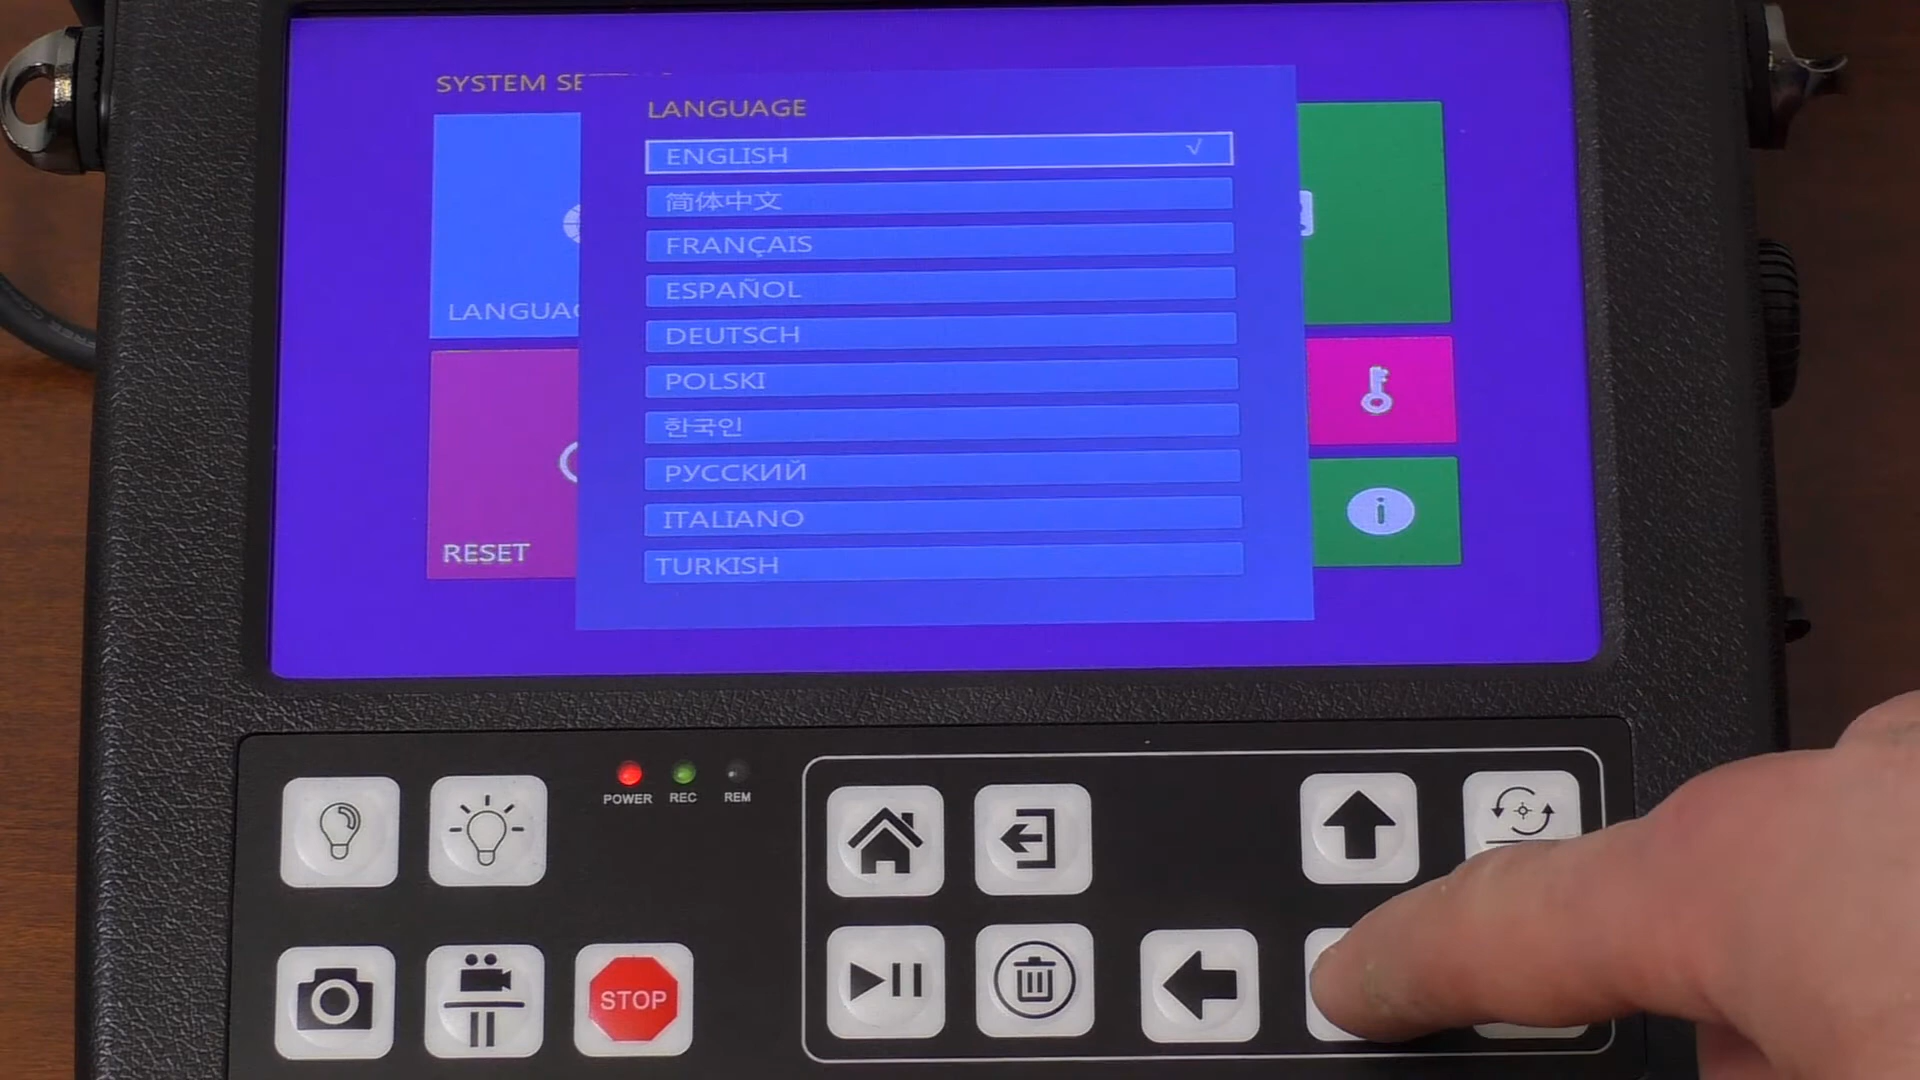 SYSTEM SE
LANGUAGE
ENGLISH √
简体中文
FRANÇAIS
ESPAÑOL
DEUTSCH
POLSKI
한국인
РУССКИЙ
ITALIANO
TURKISH
LANGUAG
RESET
POWER REC REM
STOP